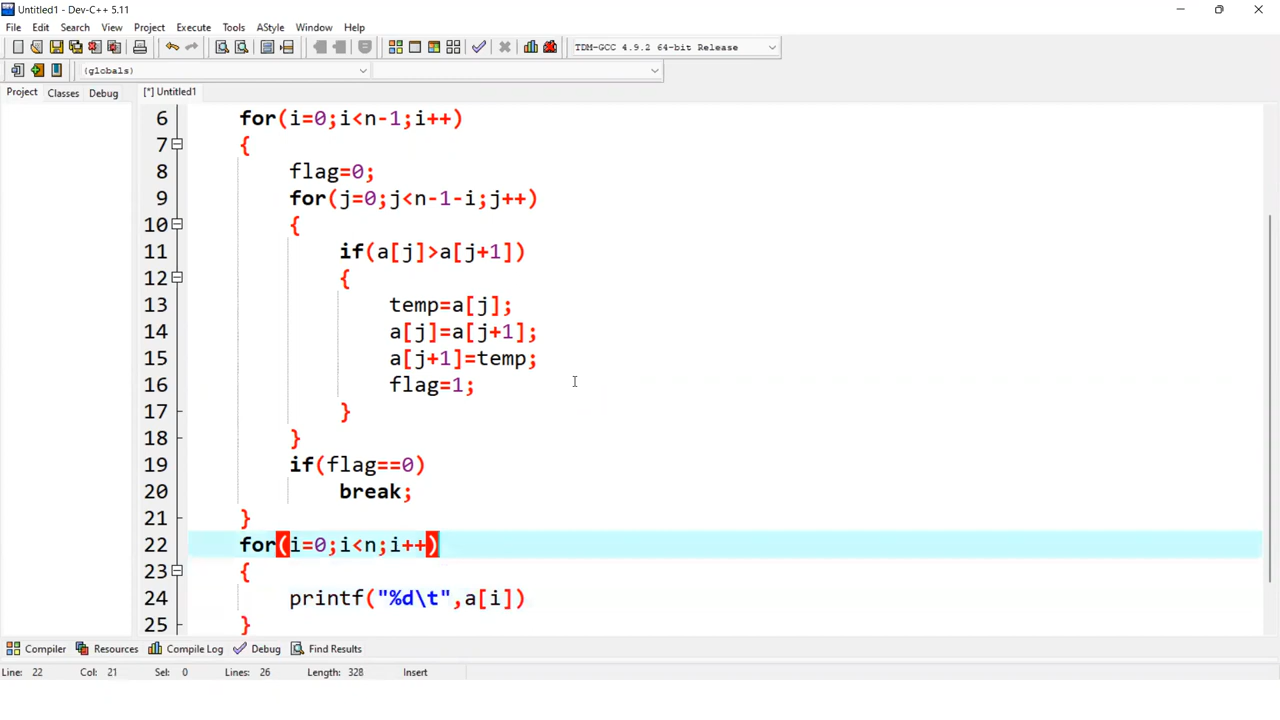 Untitled1 - Dev-C++ 5.11
File Edit Search View Project Execute Tools AStyle Window Help
TDM-GCC 4.9.2 64-bit Release
(globals)
Project Classes Debug [*] Untitled1
6 for(i=0;i<n-1;i++)
7 {
8 flag=0;
9 for(j=0;j<n-1-i;j++)
10 {
11 if(a[j]>a[j+1])
12 {
13 temp=a[j];
14 a[j]=a[j+1];
15 a[j+1]=temp;
16 flag=1;
17 }
18 }
19 if(flag==0)
20 break;
21 }
22 for(i=0;i<n;i++)
23 {
24 printf("%d\t",a[i])
25 }
Compiler Resources Compile Log Debug Find Results
Line: 22 Col: 21 Sel: 0 Lines: 26 Length: 328 Insert